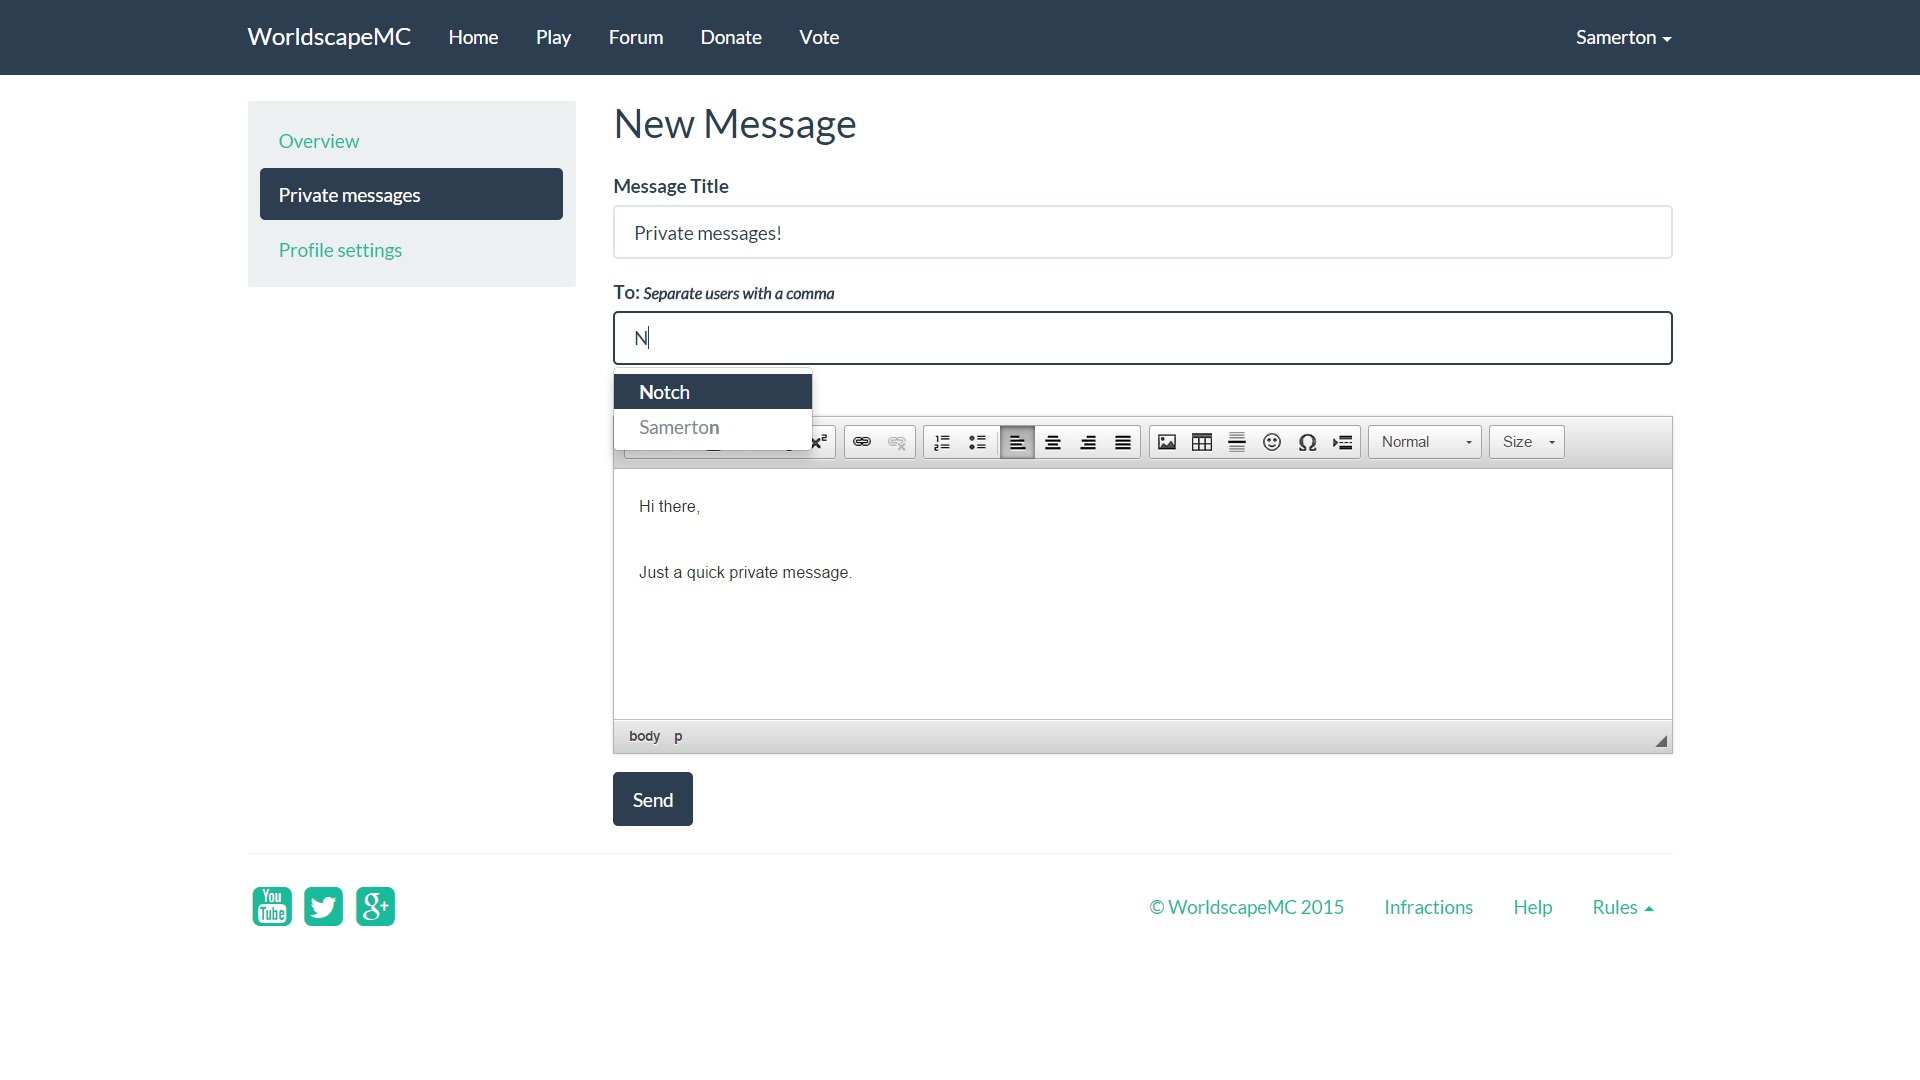 WorldscapeMC Home Play Forum Donate Vote Samerton
Overview
Private messages
Profile settings
New Message
Message Title
Private messages!
To: Separate users with a comma
N
Notch
Samerton
Normal Size
Hi there,
Just a quick private message.
body p
Send
You
Tube
g+
© WorldscapeMC 2015 Infractions Help Rules